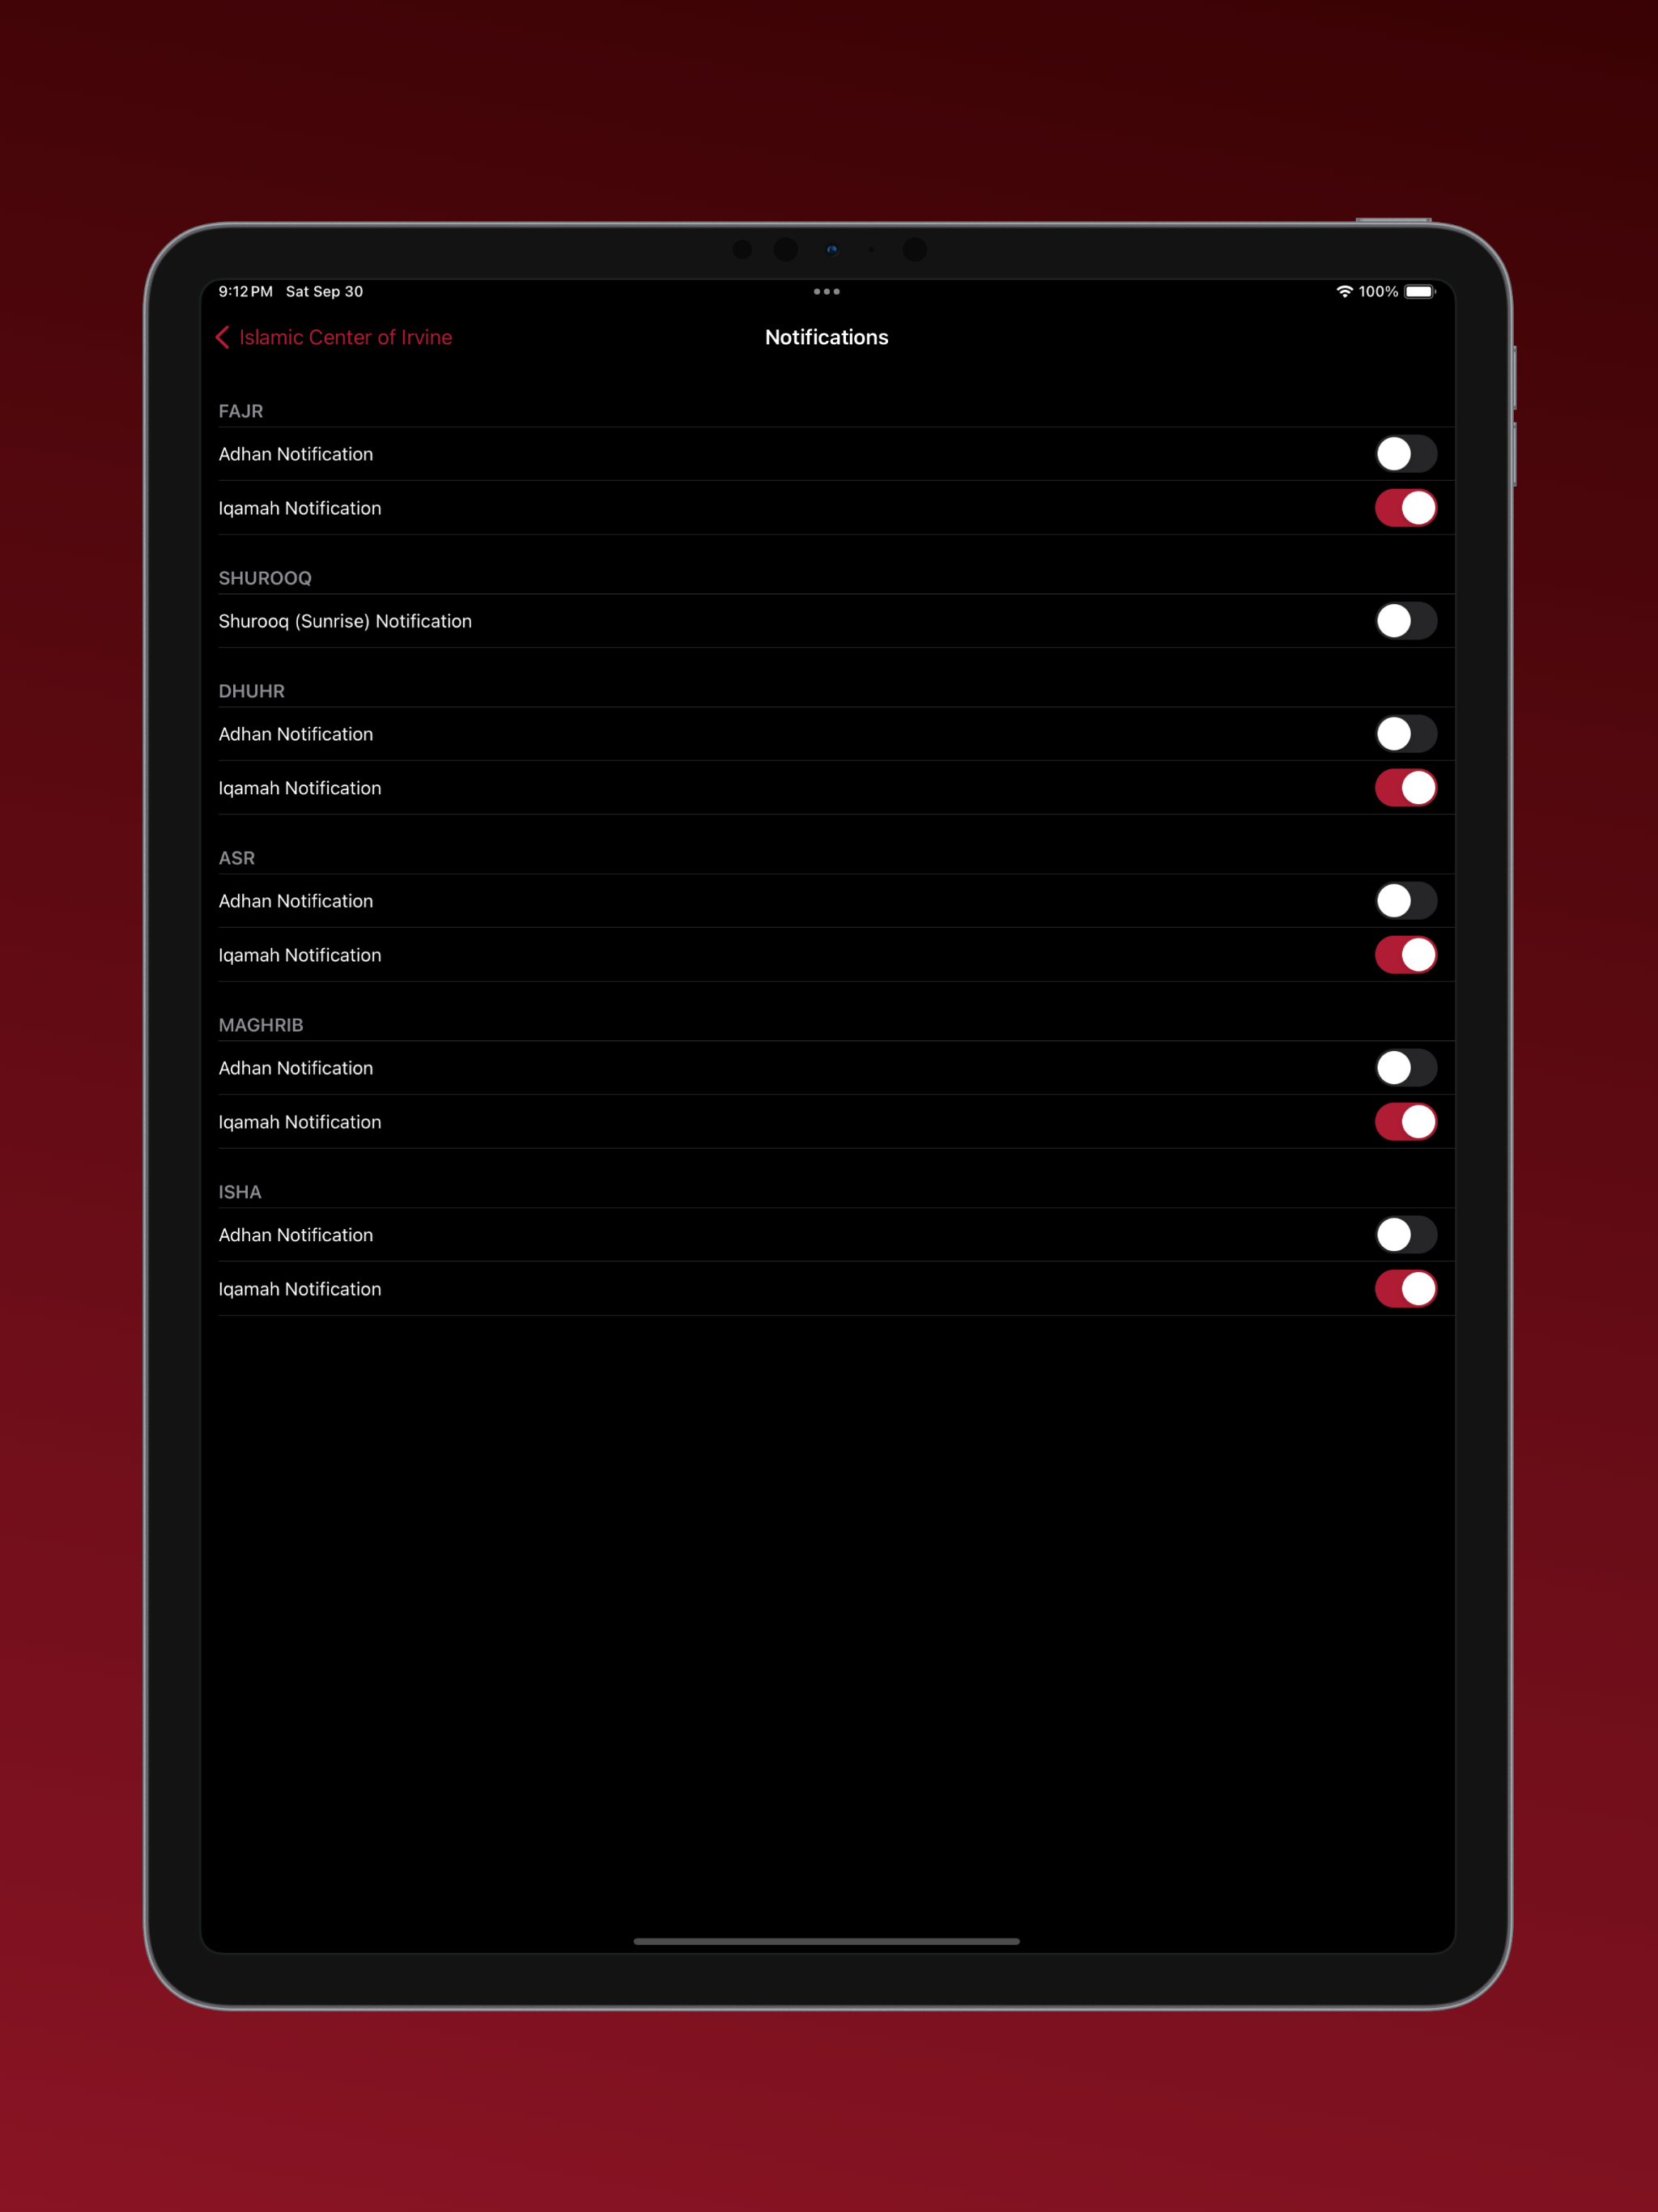 9:12 PM Sat Sep 30 100%
Islamic Center of Irvine Notifications
FAJR
Adhan Notification
Iqamah Notification
SHUROOQ
Shurooq (Sunrise) Notification
DHUHR
Adhan Notification
Iqamah Notification
ASR
Adhan Notification
Iqamah Notification
MAGHRIB
Adhan Notification
Iqamah Notification
ISHA
Adhan Notification
Iqamah Notification